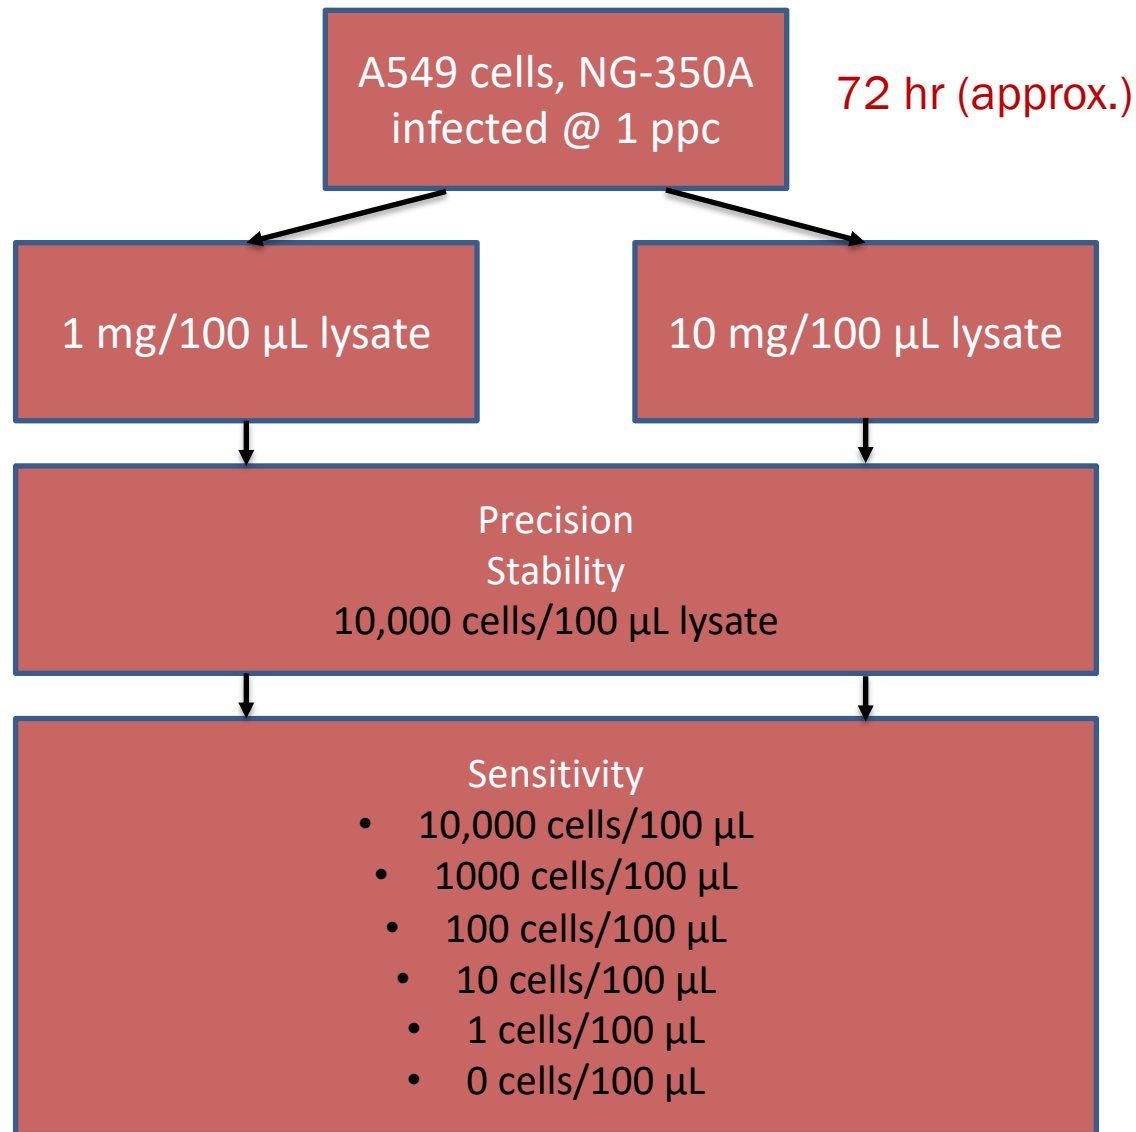 A549 cells, NG-350A
infected @ 1 ppc
72 hr (approx.)
1 mg/100 µL lysate
10 mg/100 µL lysate
Precision
Stability
10,000 cells/100 µL lysate
Sensitivity
• 10,000 cells/100 µL
• 1000 cells/100 µL
• 100 cells/100 µL
• 10 cells/100 µL
• 1 cells/100 µL
• 0 cells/100 µL